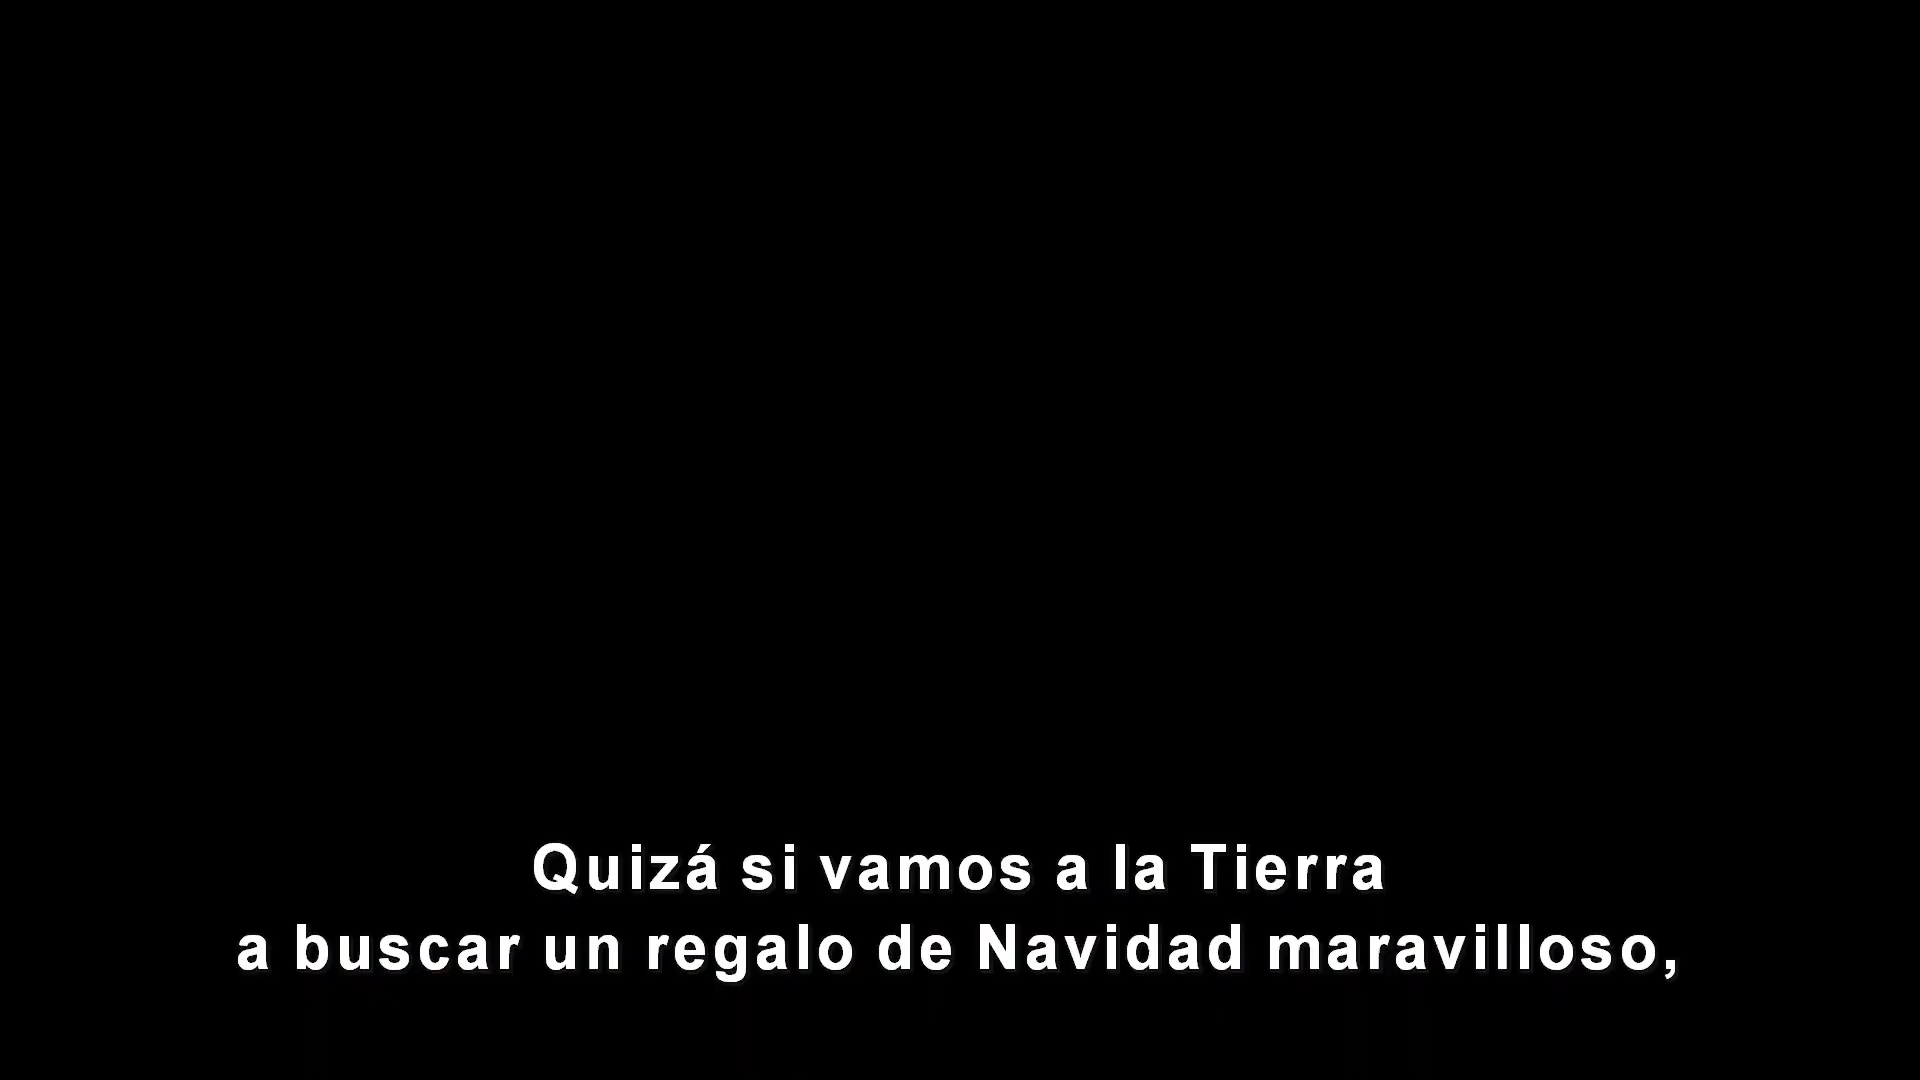 Quizá si vamos a la Tierra
a buscar un regalo de Navidad maravilloso,